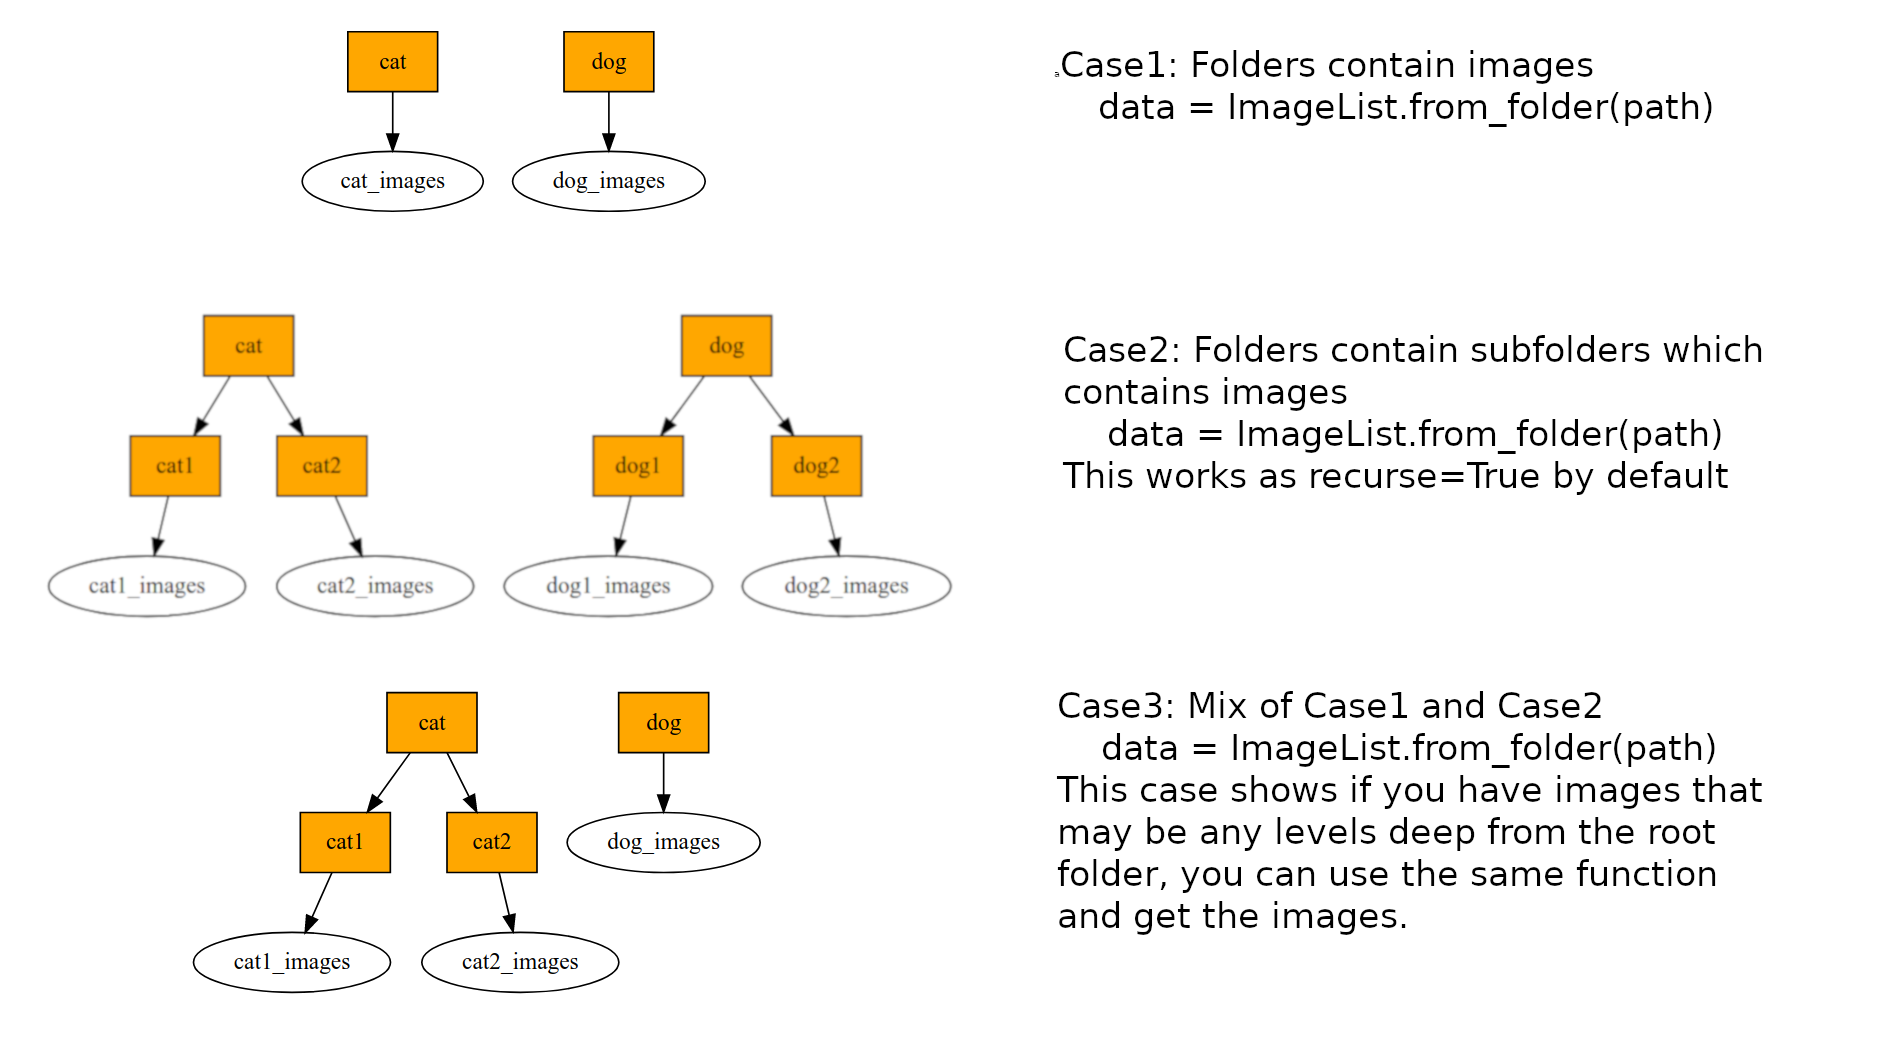 cat
dog
cat_images
dog_images
Case1: Folders contain images
data = ImageList.from_folder(path)
cat
dog
cat1
cat2
dog1
dog2
cat1_images
cat2_images
dog1_images
dog2_images
Case2: Folders contain subfolders which
contains images
data = ImageList.from_folder(path)
This works as recurse=True by default
cat
dog
cat1
cat2
dog_images
cat1_images
cat2_images
Case3: Mix of Case1 and Case2
data = ImageList.from_folder(path)
This case shows if you have images that
may be any levels deep from the root
folder, you can use the same function
and get the images.